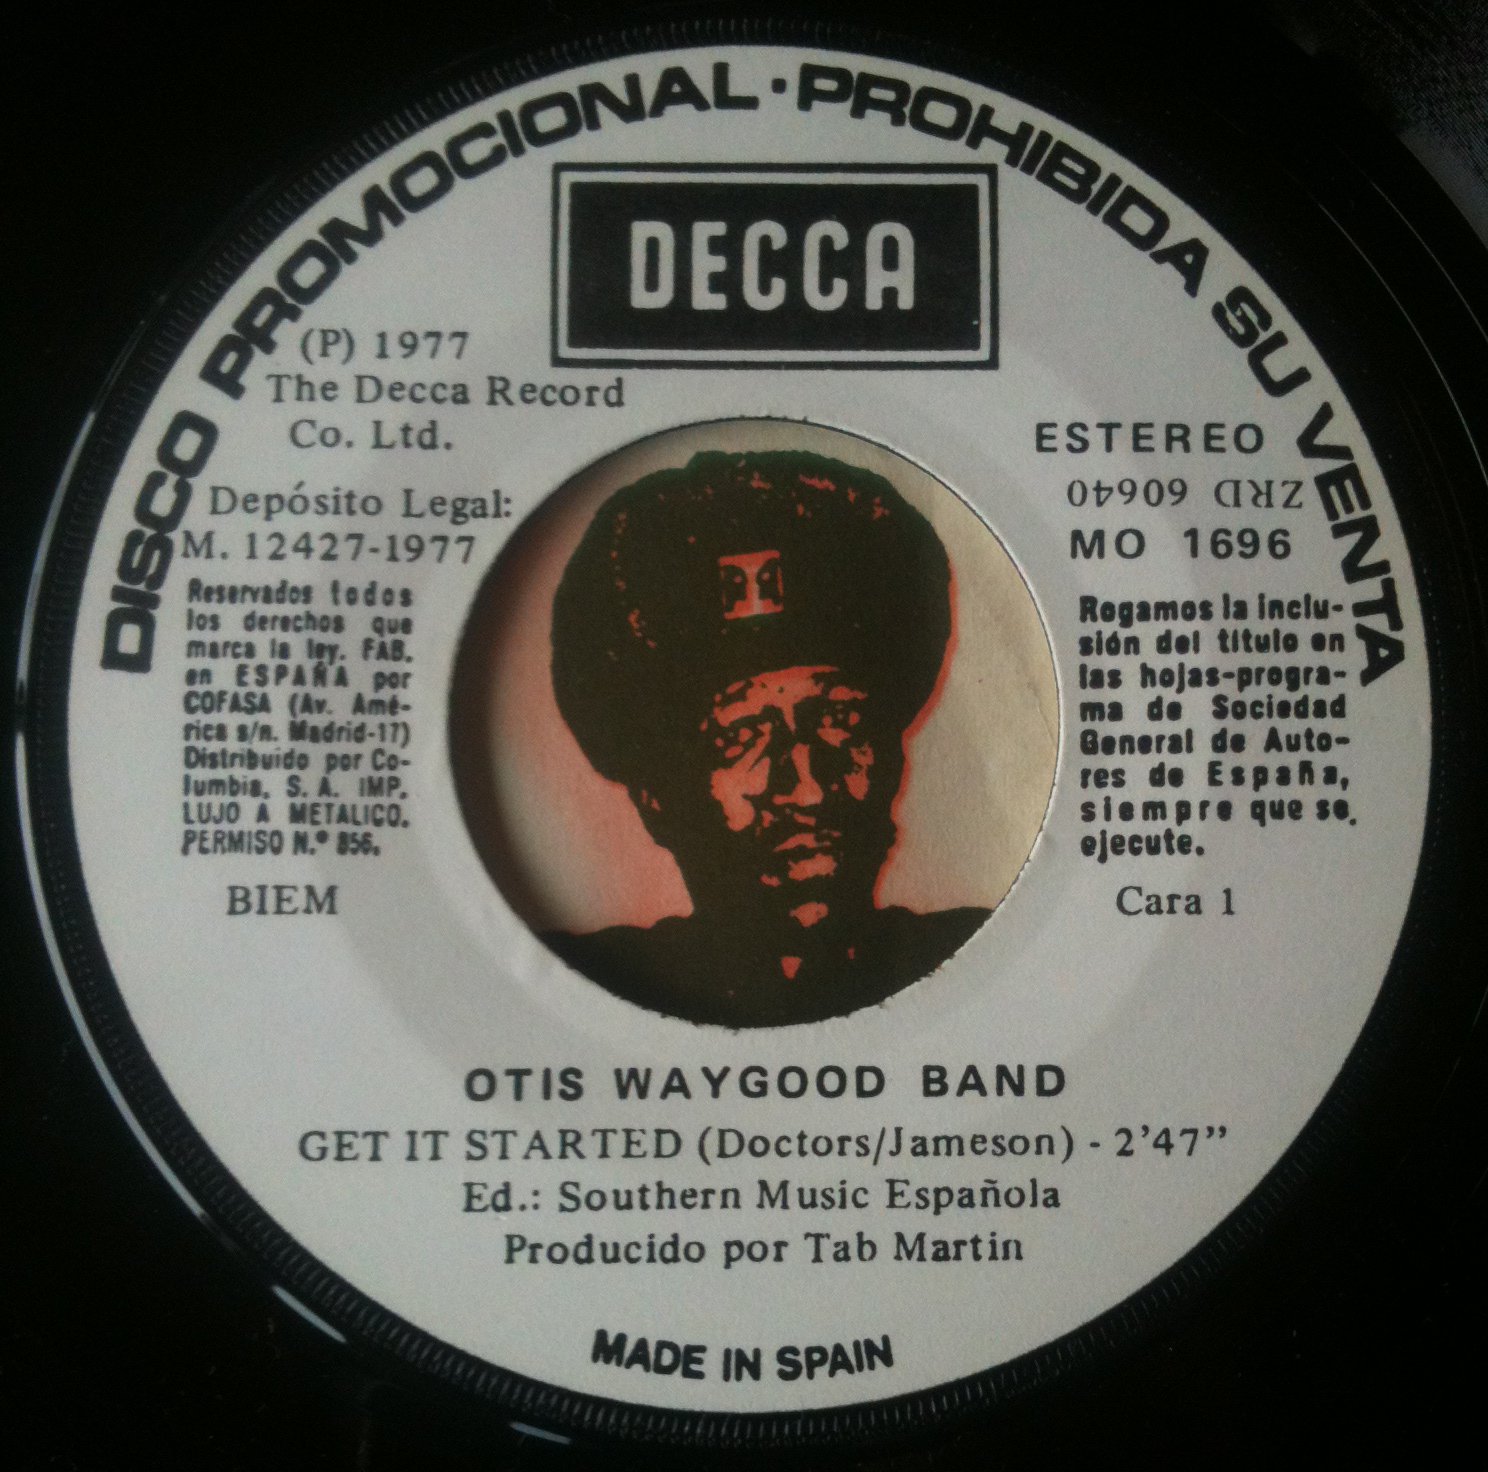 DISCO PROMOCIONAL · PROHIBIDA SU VENTA
DECCA
(P) 1977
The Decca Record
Co. Ltd.
Depósito Legal:
M. 12427-1977
Reservados todos
los derechos que
marca la ley. FAB.
en ESPAÑA por
COFASA (Av. Amé-
rica s/n. Madrid-17)
Distribuido por Co-
lumbia, S. A. IMP.
LUJO A METALICO.
PERMISO N.º 856.
BIEM
ESTEREO
ZRD 60640
MO 1696
Rogamos la inclu-
sión del título en
las hojas-progra-
ma de Sociedad
General de Auto-
res de España,
siempre que se
ejecute.
Cara 1
OTIS WAYGOOD BAND
GET IT STARTED (Doctors/Jameson) - 2'47"
Ed.: Southern Music Española
Producido por Tab Martin
MADE IN SPAIN